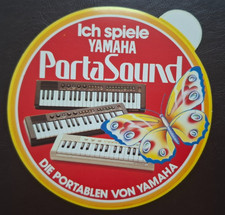 Ich spiele
YAMAHA
PortaSound
DIE PORTABLEN VON YAMAHA